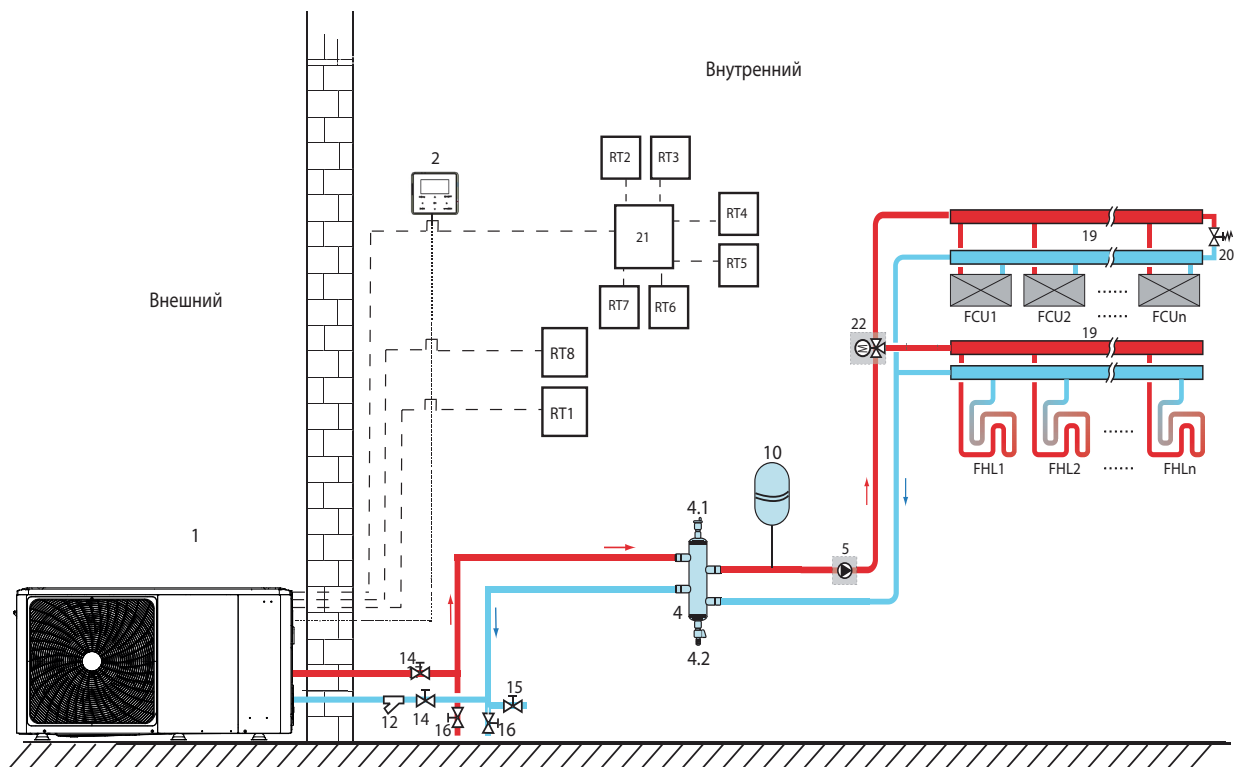 Внутренний
2
RT2
RT3
RT4
21
RT5
RT7
RT6
19
20
Внешний
FCU1
FCU2
......
......
FCUn
22
M
19
RT8
RT1
FHL1
FHL2
......
......
FHLn
10
4.1
1
5
4
4.2
14
15
12
14
16
16